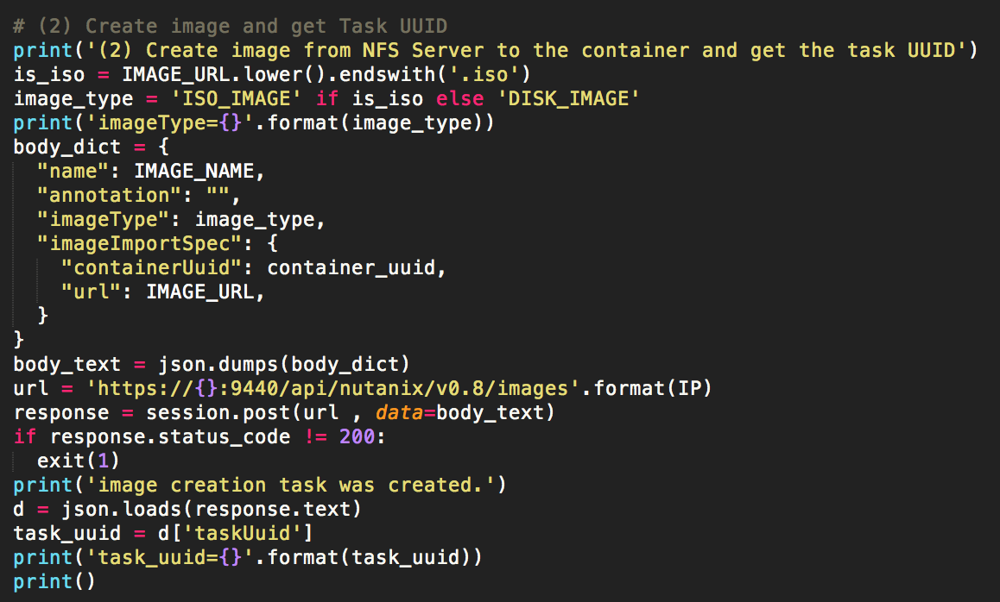 # (2) Create image and get Task UUID
print('(2) Create image from NFS Server to the container and get the task UUID')
is_iso = IMAGE_URL.lower().endswith('.iso')
image_type = 'ISO_IMAGE' if is_iso else 'DISK_IMAGE'
print('imageType={}'.format(image_type))
body_dict = {
  "name": IMAGE_NAME,
  "annotation": "",
  "imageType": image_type,
  "imageImportSpec": {
    "containerUuid": container_uuid,
    "url": IMAGE_URL,
  }
}
body_text = json.dumps(body_dict)
url = 'https://{}:9440/api/nutanix/v0.8/images'.format(IP)
response = session.post(url , data=body_text)
if response.status_code != 200:
  exit(1)
print('image creation task was created.')
d = json.loads(response.text)
task_uuid = d['taskUuid']
print('task_uuid={}'.format(task_uuid))
print()